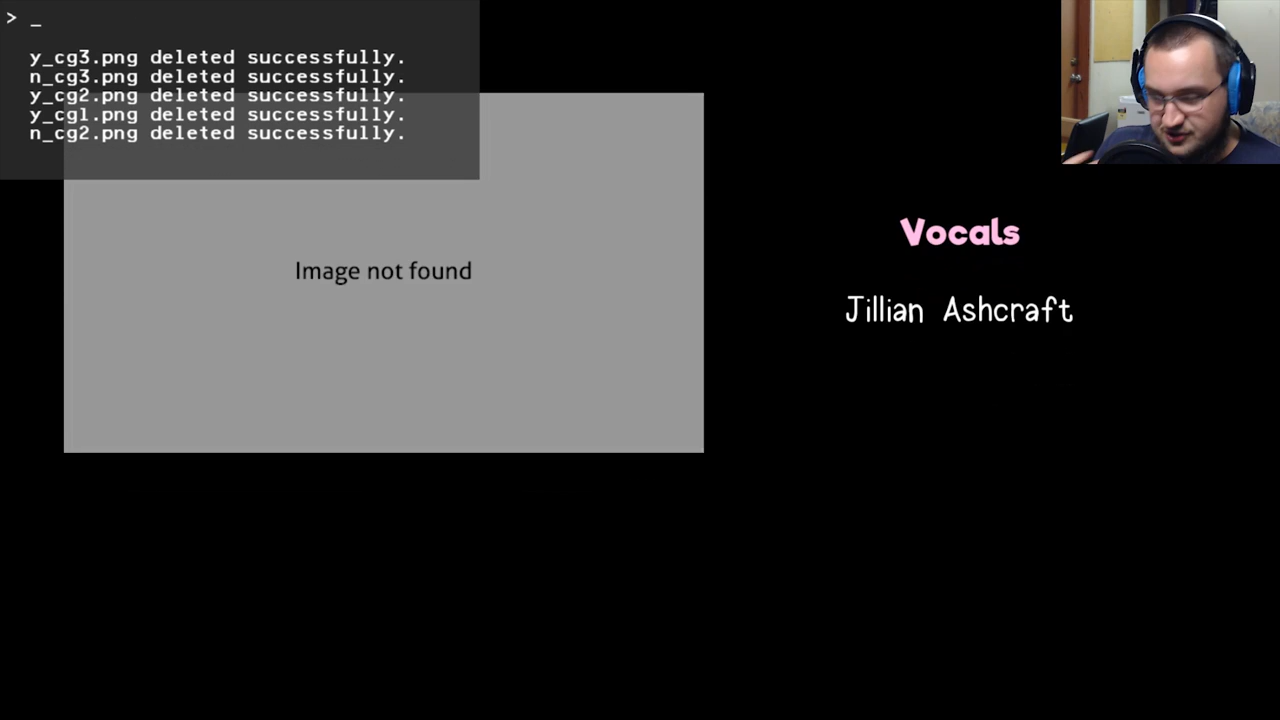 > _
y_cg3.png deleted successfully.
n_cg3.png deleted successfully.
y_cg2.png deleted successfully.
y_cg1.png deleted successfully.
n_cg2.png deleted successfully.
Image not found
Vocals
Jillian Ashcraft